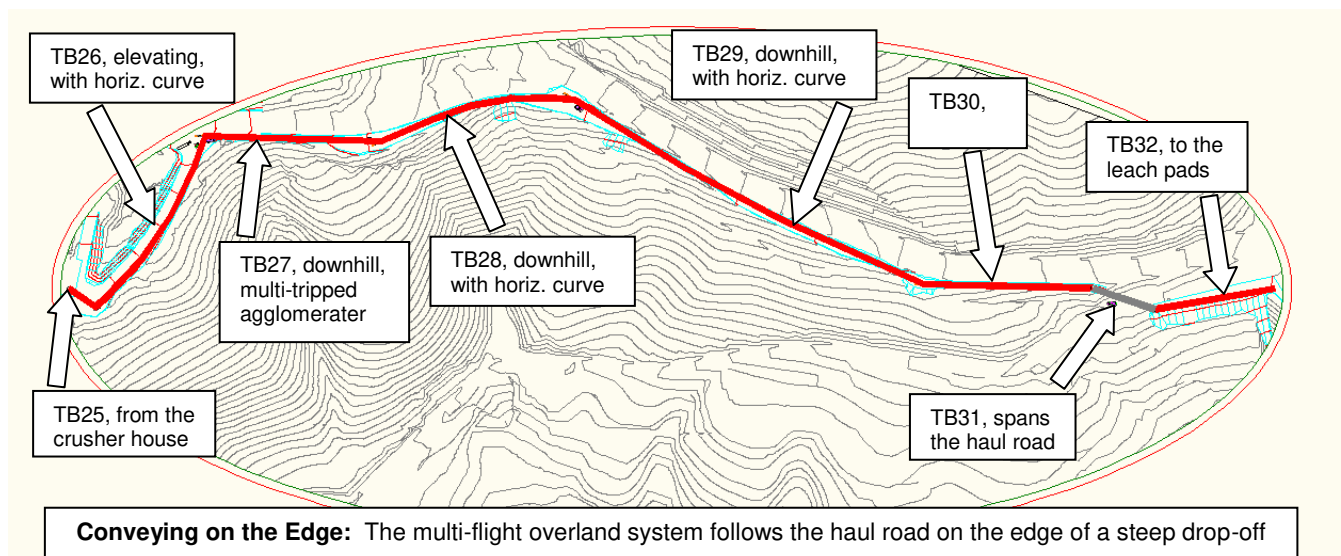 TB26, elevating,
with horiz. curve
TB29, downhill,
with horiz. curve
TB30,
TB32, to the
leach pads
TB27, downhill,
multi-tripped
agglomerater
TB28, downhill,
with horiz. curve
TB25, from the
crusher house
TB31, spans
the haul road
Conveying on the Edge: The multi-flight overland system follows the haul road on the edge of a steep drop-off